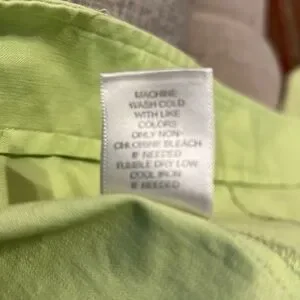 MACHINE
WASH COLD
WITH LIKE
COLORS
ONLY NON-
CHLORINE BLEACH
IF NEEDED
TUMBLE DRY LOW
COOL IRON
IF NEEDED